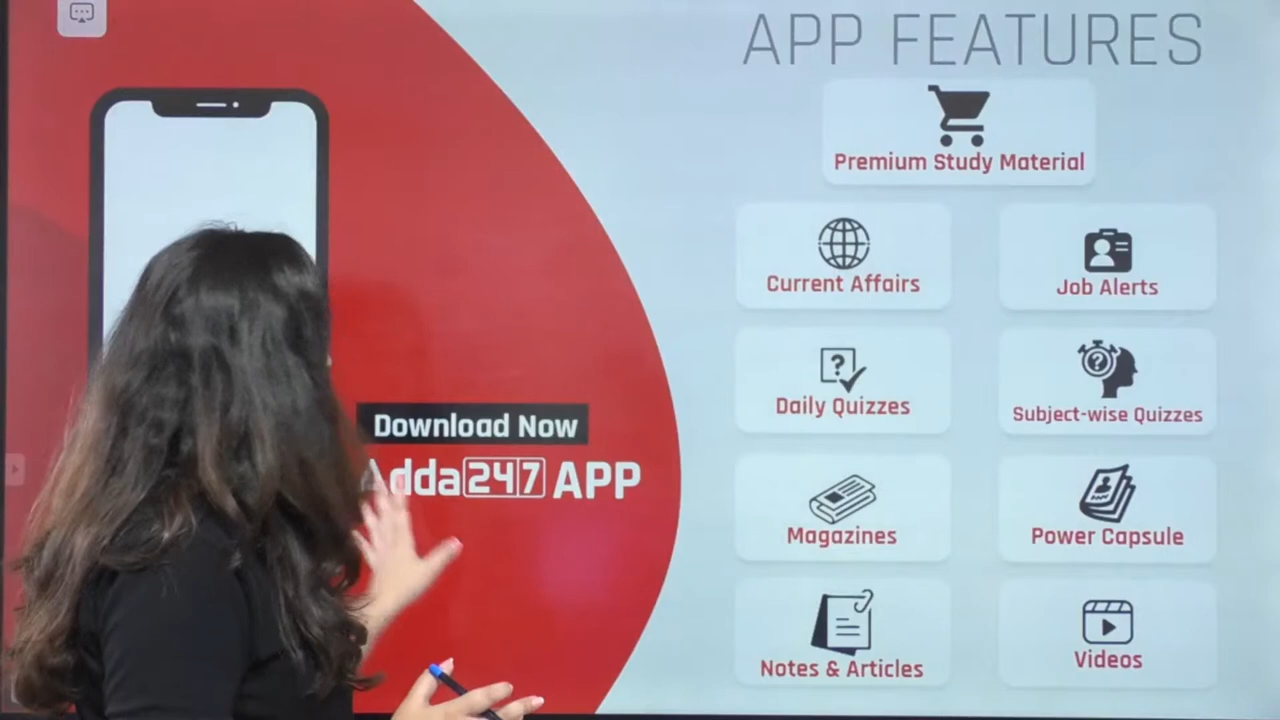 APP FEATURES
Premium Study Material
Current Affairs
Job Alerts
Daily Quizzes
Subject-wise Quizzes
Download Now
Adda247 APP
Magazines
Power Capsule
Notes & Articles
Videos